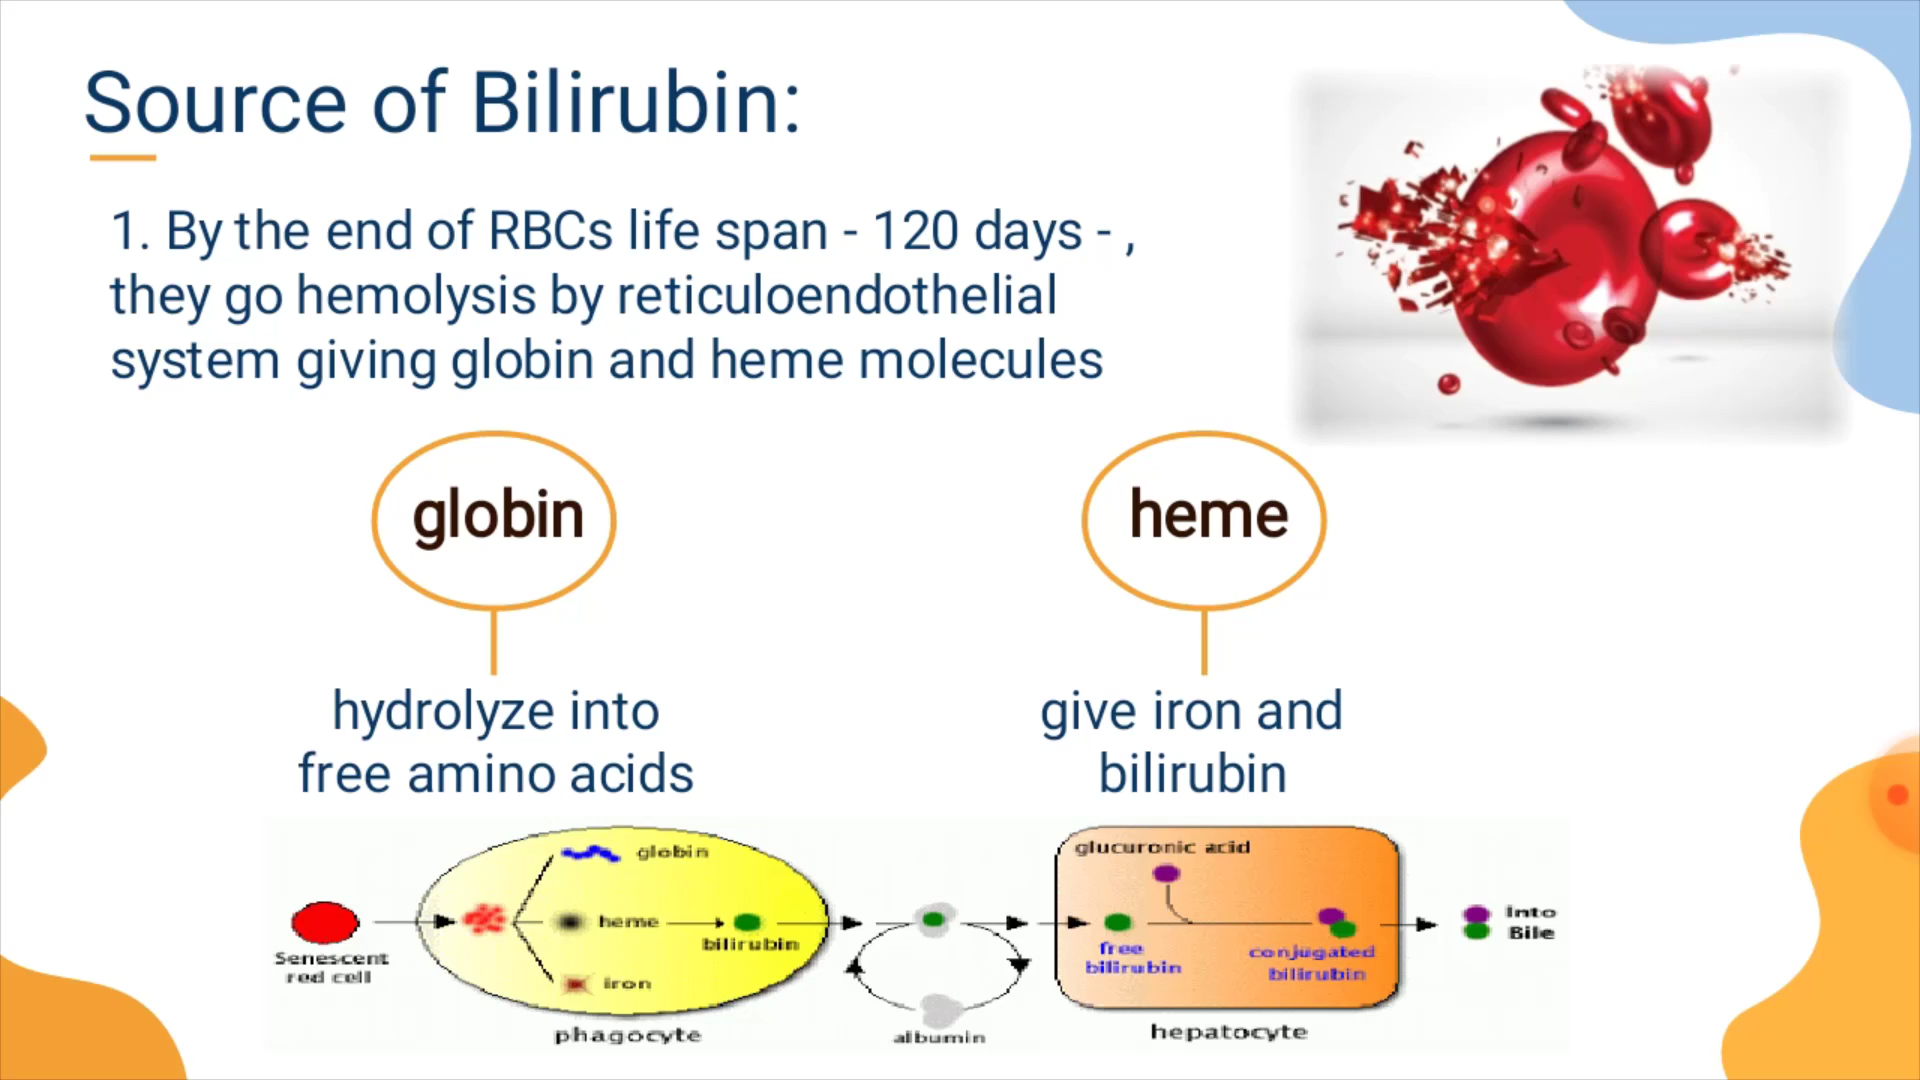 Source of Bilirubin:
1. By the end of RBCs life span - 120 days - ,
they go hemolysis by reticuloendothelial
system giving globin and heme molecules
globin
heme
hydrolyze into
free amino acids
give iron and
bilirubin
Senescent
red cell
globin
heme
bilirubin
iron
phagocyte
albumin
glucuronic acid
free
bilirubin
conjugated
bilirubin
hepatocyte
Into
Bile